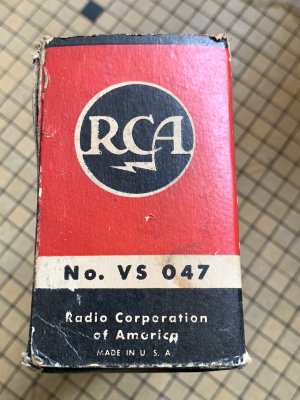 RCA
No. VS 047
Radio Corporation
of America
MADE IN U. S. A